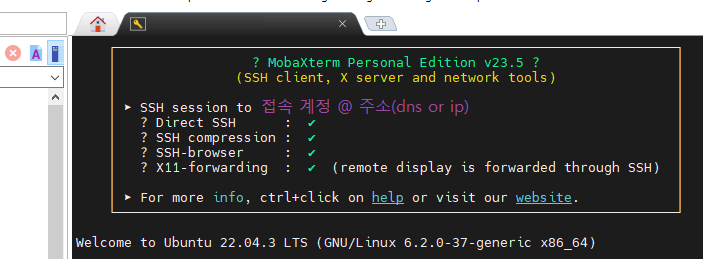 ? MobaXterm Personal Edition v23.5 ?
(SSH client, X server and network tools)
➤ SSH session to 접속 계정 @ 주소(dns or ip)
? Direct SSH : ✔
? SSH compression : ✔
? SSH-browser : ✔
? X11-forwarding : ✔ (remote display is forwarded through SSH)
➤ For more info, ctrl+click on help or visit our website.
Welcome to Ubuntu 22.04.3 LTS (GNU/Linux 6.2.0-37-generic x86_64)